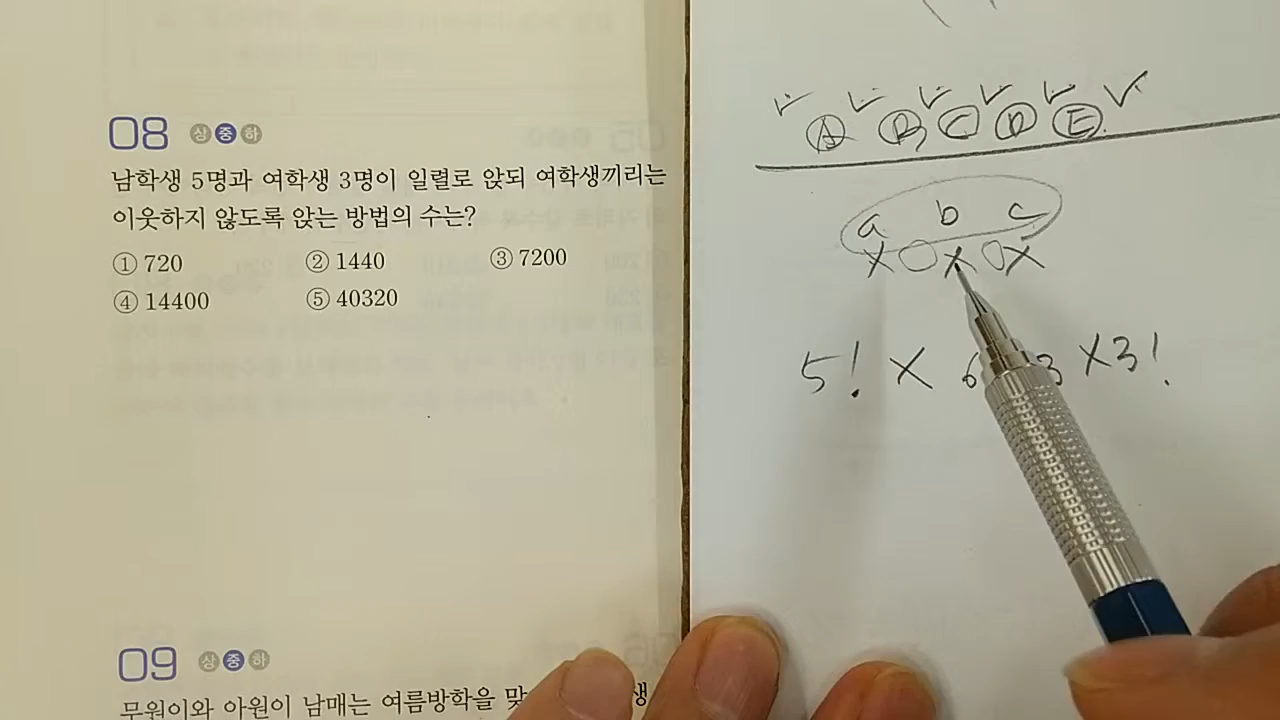 08 상 중 하
남학생 5명과 여학생 3명이 일렬로 앉되 여학생끼리는
이웃하지 않도록 앉는 방법의 수는?
① 720 ② 1440 ③ 7200
④ 14400 ⑤ 40320
09 상 중 하
무원이와 아원이 남매는 여름방학을 맞
A B C D E
a b c
× ○ × ○ ×
5! × 6 3 × 3!